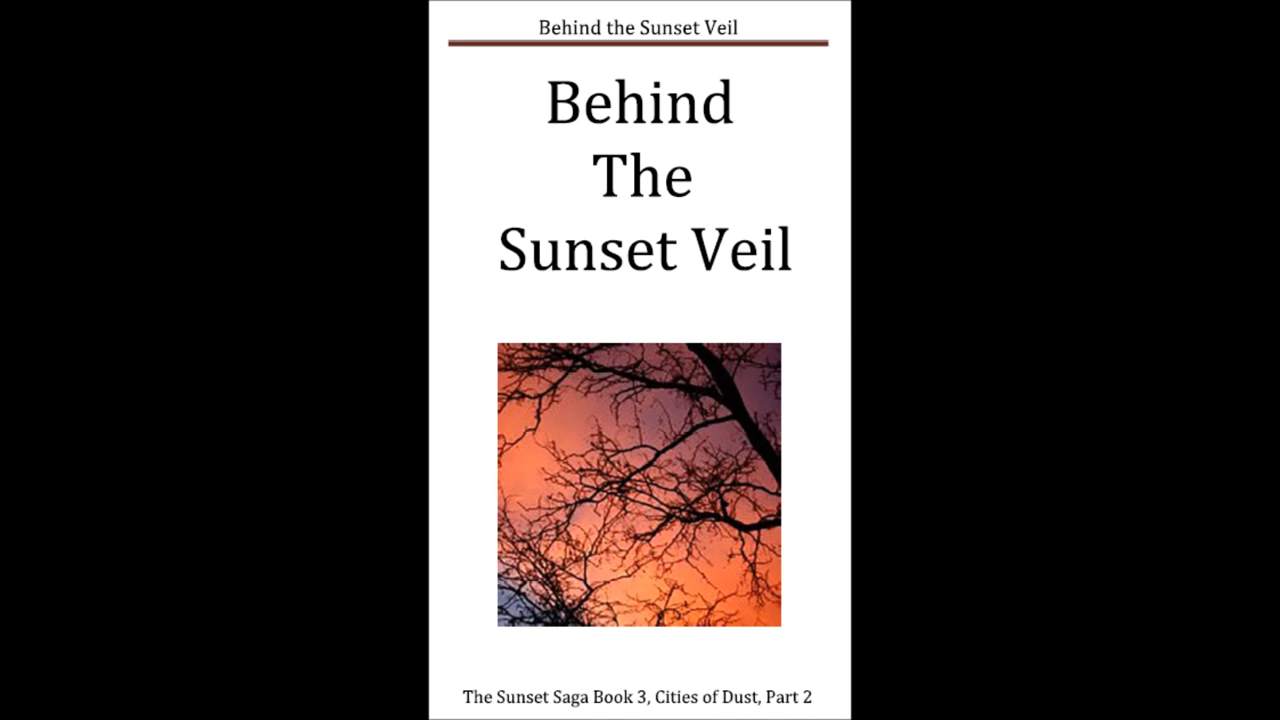 Behind the Sunset Veil
Behind
The
Sunset Veil
The Sunset Saga Book 3, Cities of Dust, Part 2